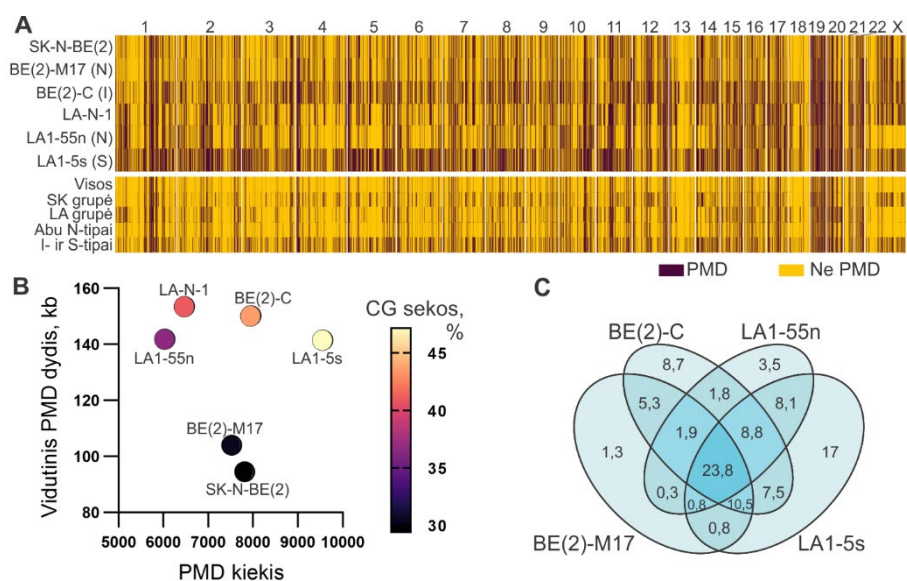 A
1 2 3 4 5 6 7 8 9 10 11 12 13 14 15 16 17 18 19 20 21 22 X
SK-N-BE(2)
BE(2)-M17 (N)
BE(2)-C (I)
LA-N-1
LA1-55n (N)
LA1-5s (S)
Visos
SK grupė
LA grupė
Abu N-tipai
I- ir S-tipai
PMD Ne PMD
B
Vidutinis PMD dydis, kb
160
140
120
100
80
LA-N-1
BE(2)-C
LA1-55n
LA1-5s
BE(2)-M17
SK-N-BE(2)
5000 6000 7000 8000 9000 10000
PMD kiekis
CG sekos,
%
45
40
35
30
C
BE(2)-C LA1-55n
8,7 3,5
5,3 1,8 8,1
1,3 1,9 8,8 17
23,8
0,3 0,8 10,5 7,5
0,8
BE(2)-M17 LA1-5s